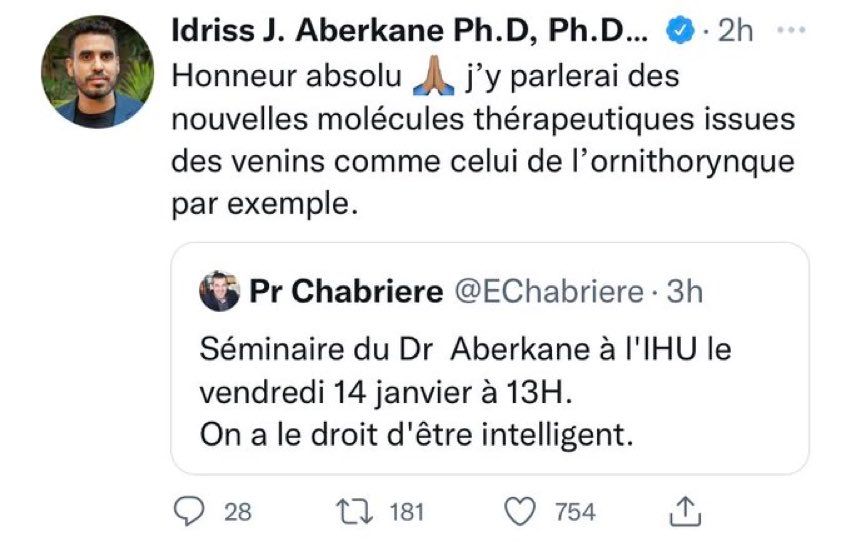 Idriss J. Aberkane Ph.D, Ph.D... · 2h
Honneur absolu 🙏🏽 j’y parlerai des
nouvelles molécules thérapeutiques issues
des venins comme celui de l’ornithorynque
par exemple.
Pr Chabriere @EChabriere · 3h
Séminaire du Dr  Aberkane à l'IHU le
vendredi 14 janvier à 13H.
On a le droit d'être intelligent.
28 181 754